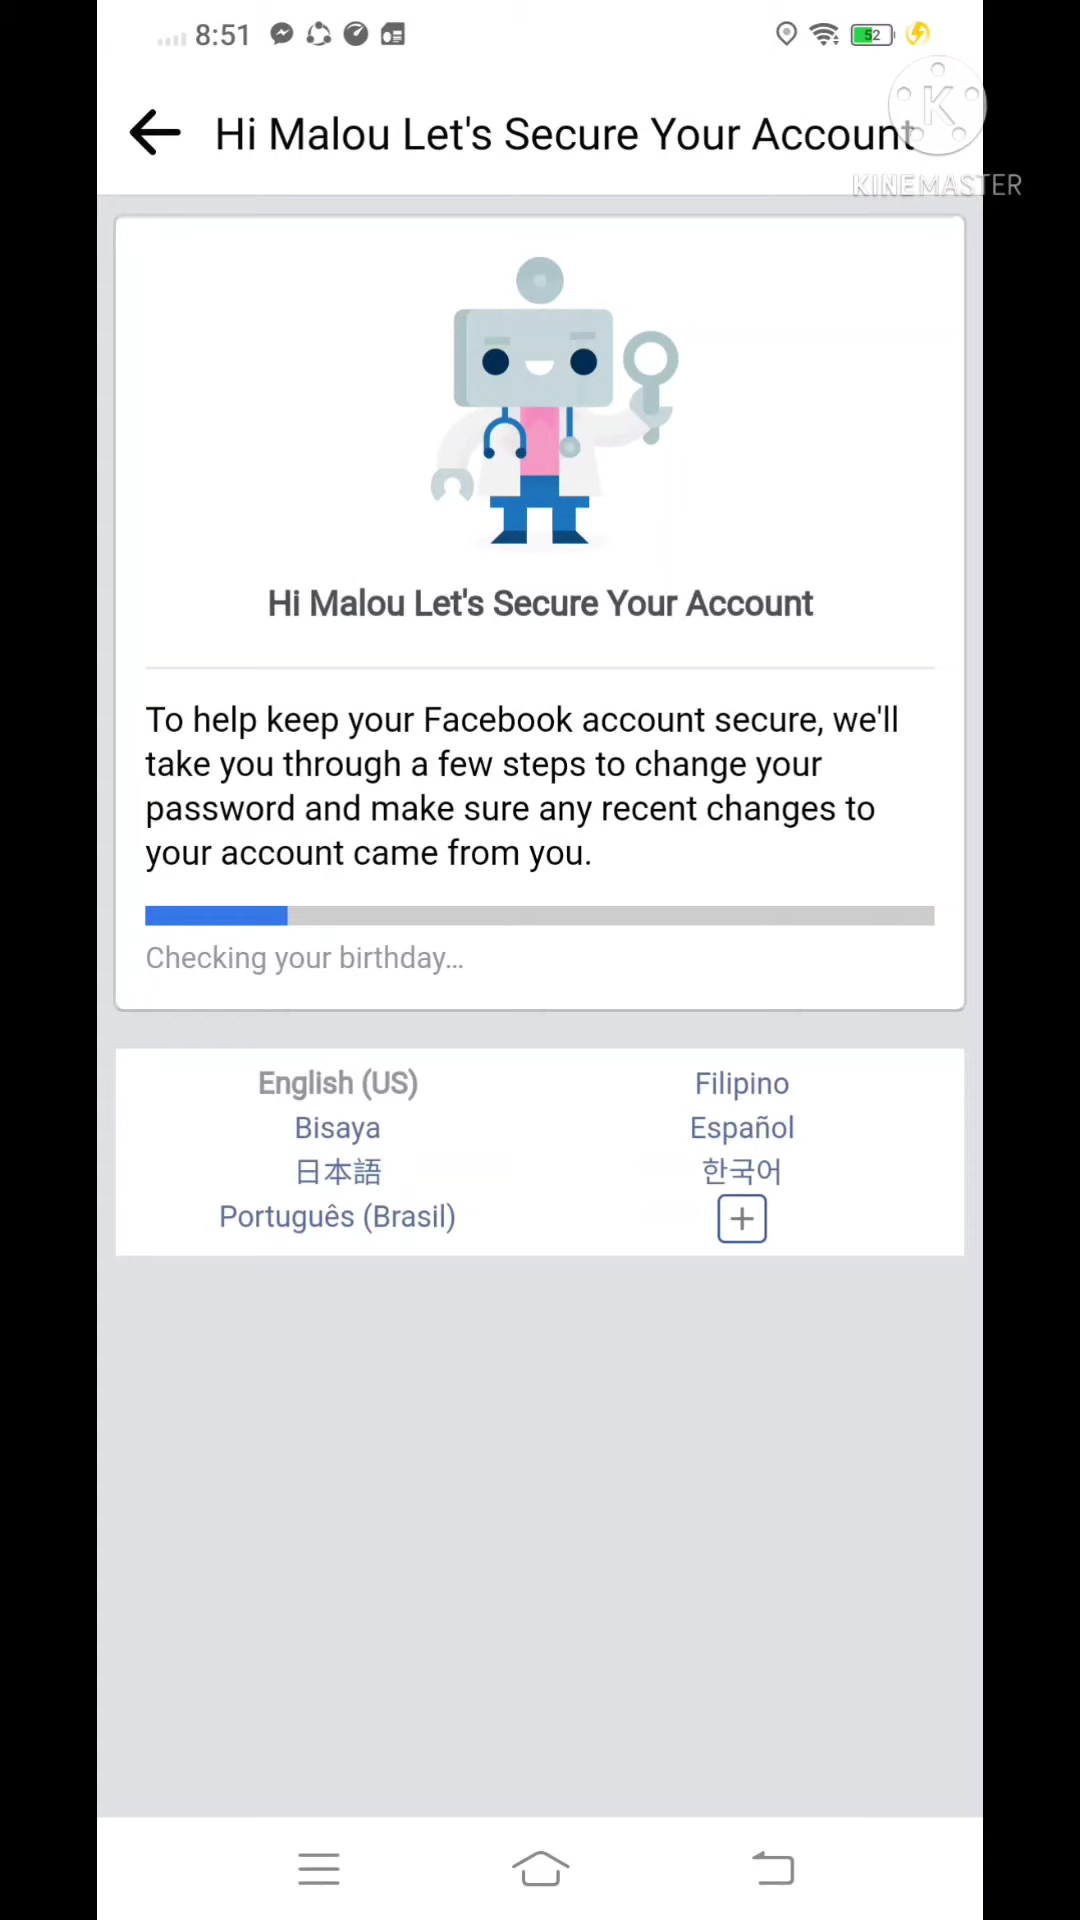 8:51
52
Hi Malou Let's Secure Your Account
K
KINEMASTER
Hi Malou Let's Secure Your Account
To help keep your Facebook account secure, we'll
take you through a few steps to change your
password and make sure any recent changes to
your account came from you.
Checking your birthday...
English (US)
Filipino
Bisaya
Español
日本語
한국어
Português (Brasil)